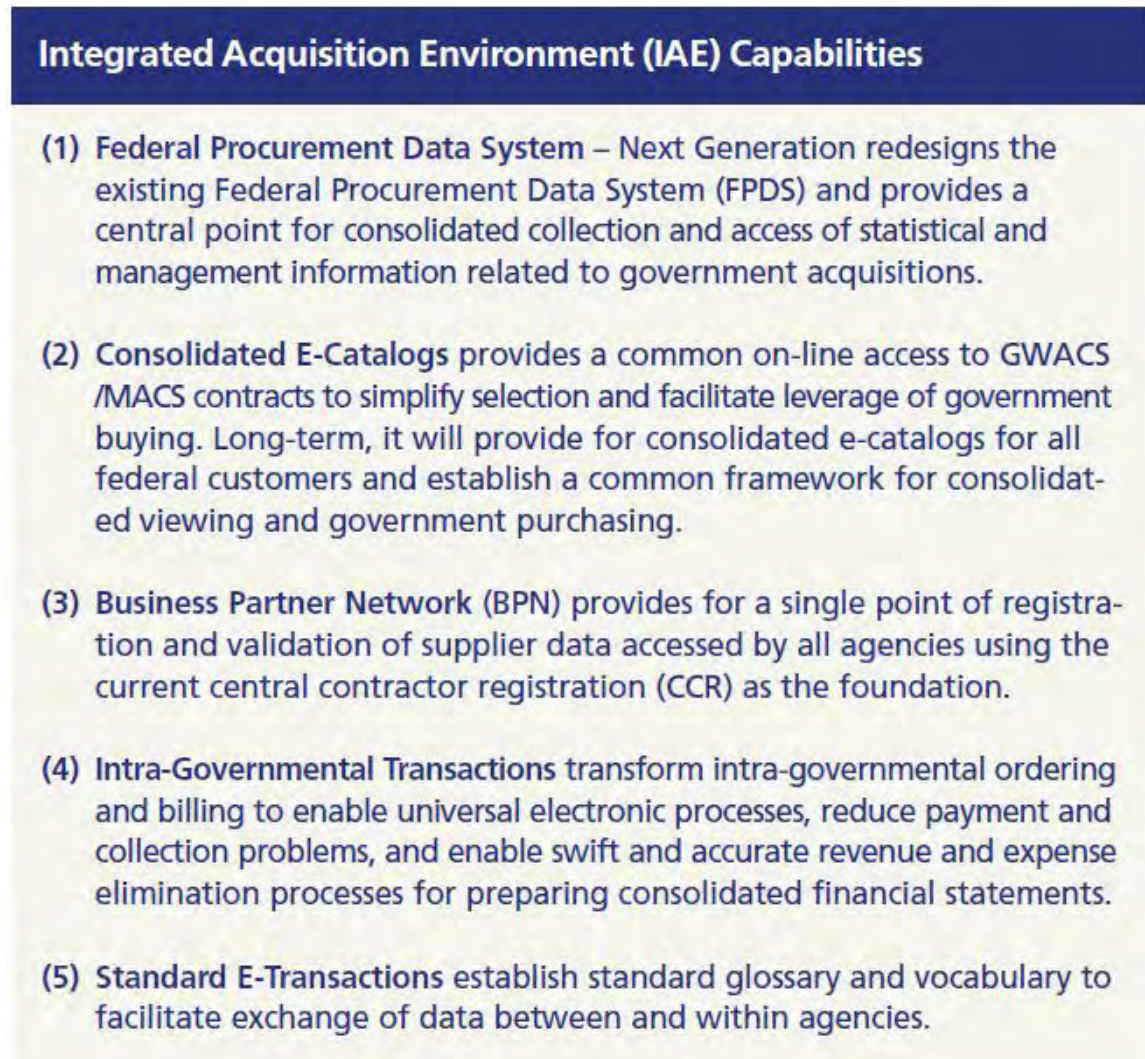 Integrated Acquisition Environment (IAE) Capabilities
(1) Federal Procurement Data System – Next Generation redesigns the
existing Federal Procurement Data System (FPDS) and provides a
central point for consolidated collection and access of statistical and
management information related to government acquisitions.
(2) Consolidated E-Catalogs provides a common on-line access to GWACS
/MACS contracts to simplify selection and facilitate leverage of government
buying. Long-term, it will provide for consolidated e-catalogs for all
federal customers and establish a common framework for consolidat-
ed viewing and government purchasing.
(3) Business Partner Network (BPN) provides for a single point of registra-
tion and validation of supplier data accessed by all agencies using the
current central contractor registration (CCR) as the foundation.
(4) Intra-Governmental Transactions transform intra-governmental ordering
and billing to enable universal electronic processes, reduce payment and
collection problems, and enable swift and accurate revenue and expense
elimination processes for preparing consolidated financial statements.
(5) Standard E-Transactions establish standard glossary and vocabulary to
facilitate exchange of data between and within agencies.